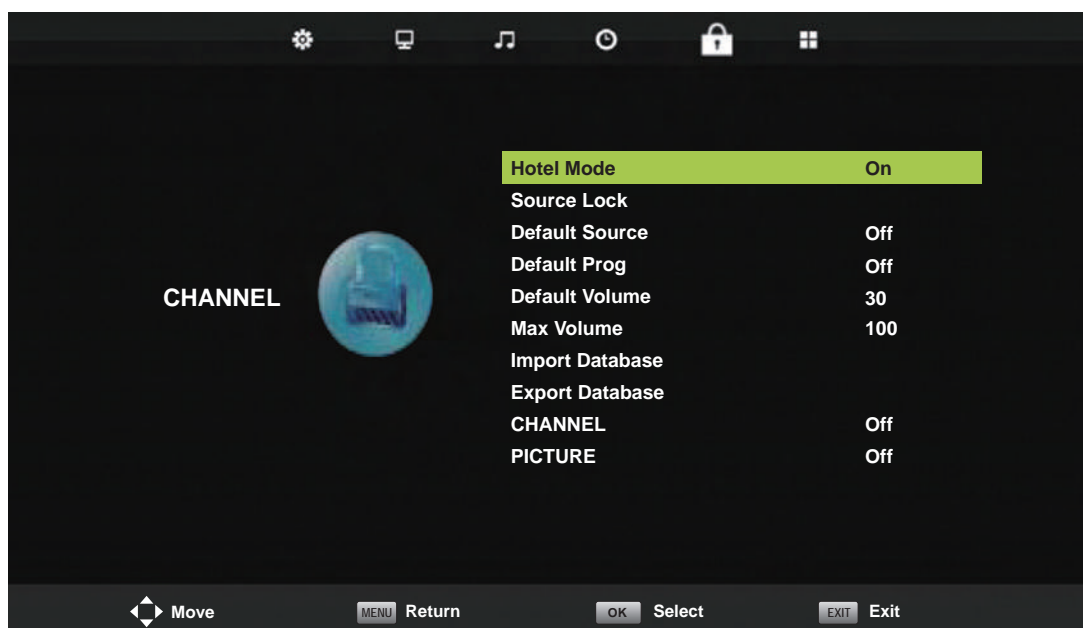 Hotel Mode On
Source Lock
Default Source Off
Default Prog Off
CHANNEL
Default Volume 30
Max Volume 100
Import Database
Export Database
CHANNEL Off
PICTURE Off
Move MENU Return OK Select EXIT Exit